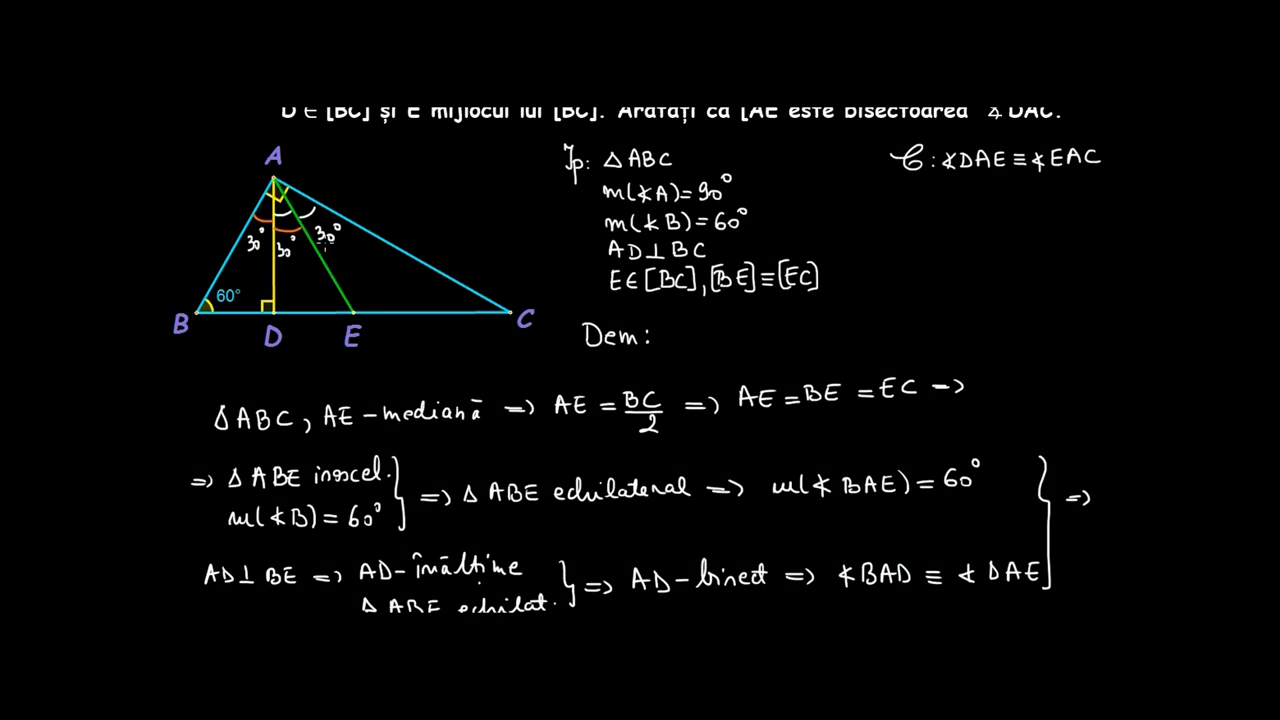 D ∈ [BC] și E mijlocul lui [BC]. Arătați că [AE este bisectoarea ∢DAC.
A
B
D
E
C
60°
30°
30°
30°
Ip: △ABC
m(∢A)=90°
m(∢B)=60°
AD⊥BC
E∈[BC], [BE]≡[EC]
C: ∢DAE≡∢EAC
Dem:
△ABC, AE-mediană ⇒ AE = BC/2 ⇒ AE = BE = EC ⇒
⇒ △ABE isoscel. } ⇒ △ABE echilateral ⇒ m(∢BAE) = 60° } ⇒
m(∢B) = 60°
AD⊥BE ⇒ AD-înălțime } ⇒ AD-bisect ⇒ ∢BAD ≡ ∢DAE
△ABE echilat.